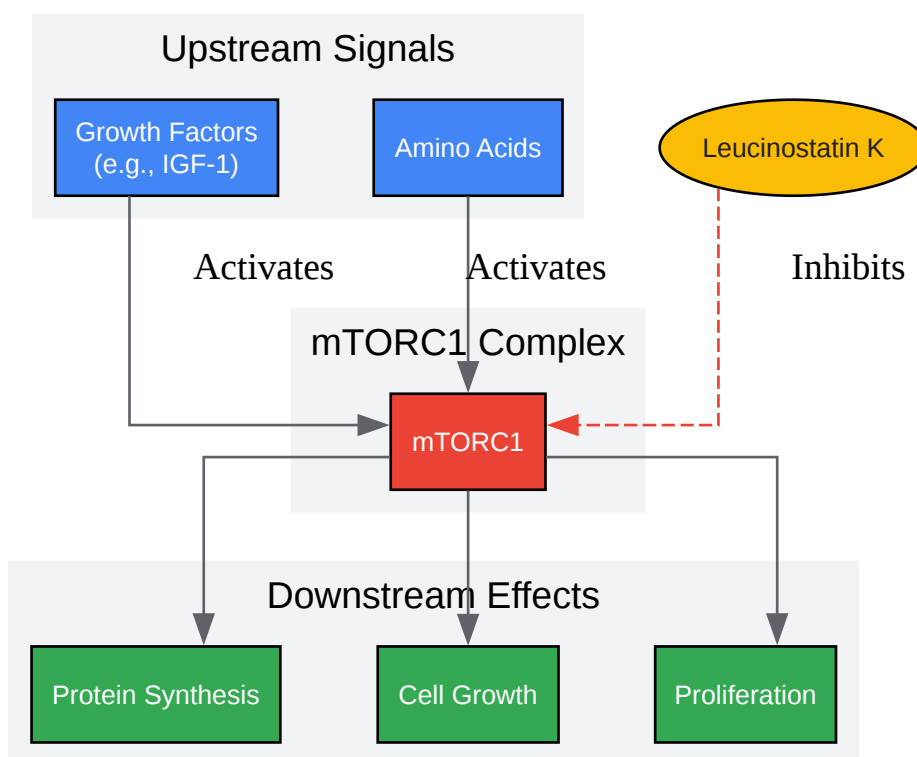 Upstream Signals
Growth Factors
(e.g., IGF-1)
Amino Acids
Leucinostatin K
Activates
Activates
Inhibits
mTORC1 Complex
mTORC1
Downstream Effects
Protein Synthesis
Cell Growth
Proliferation